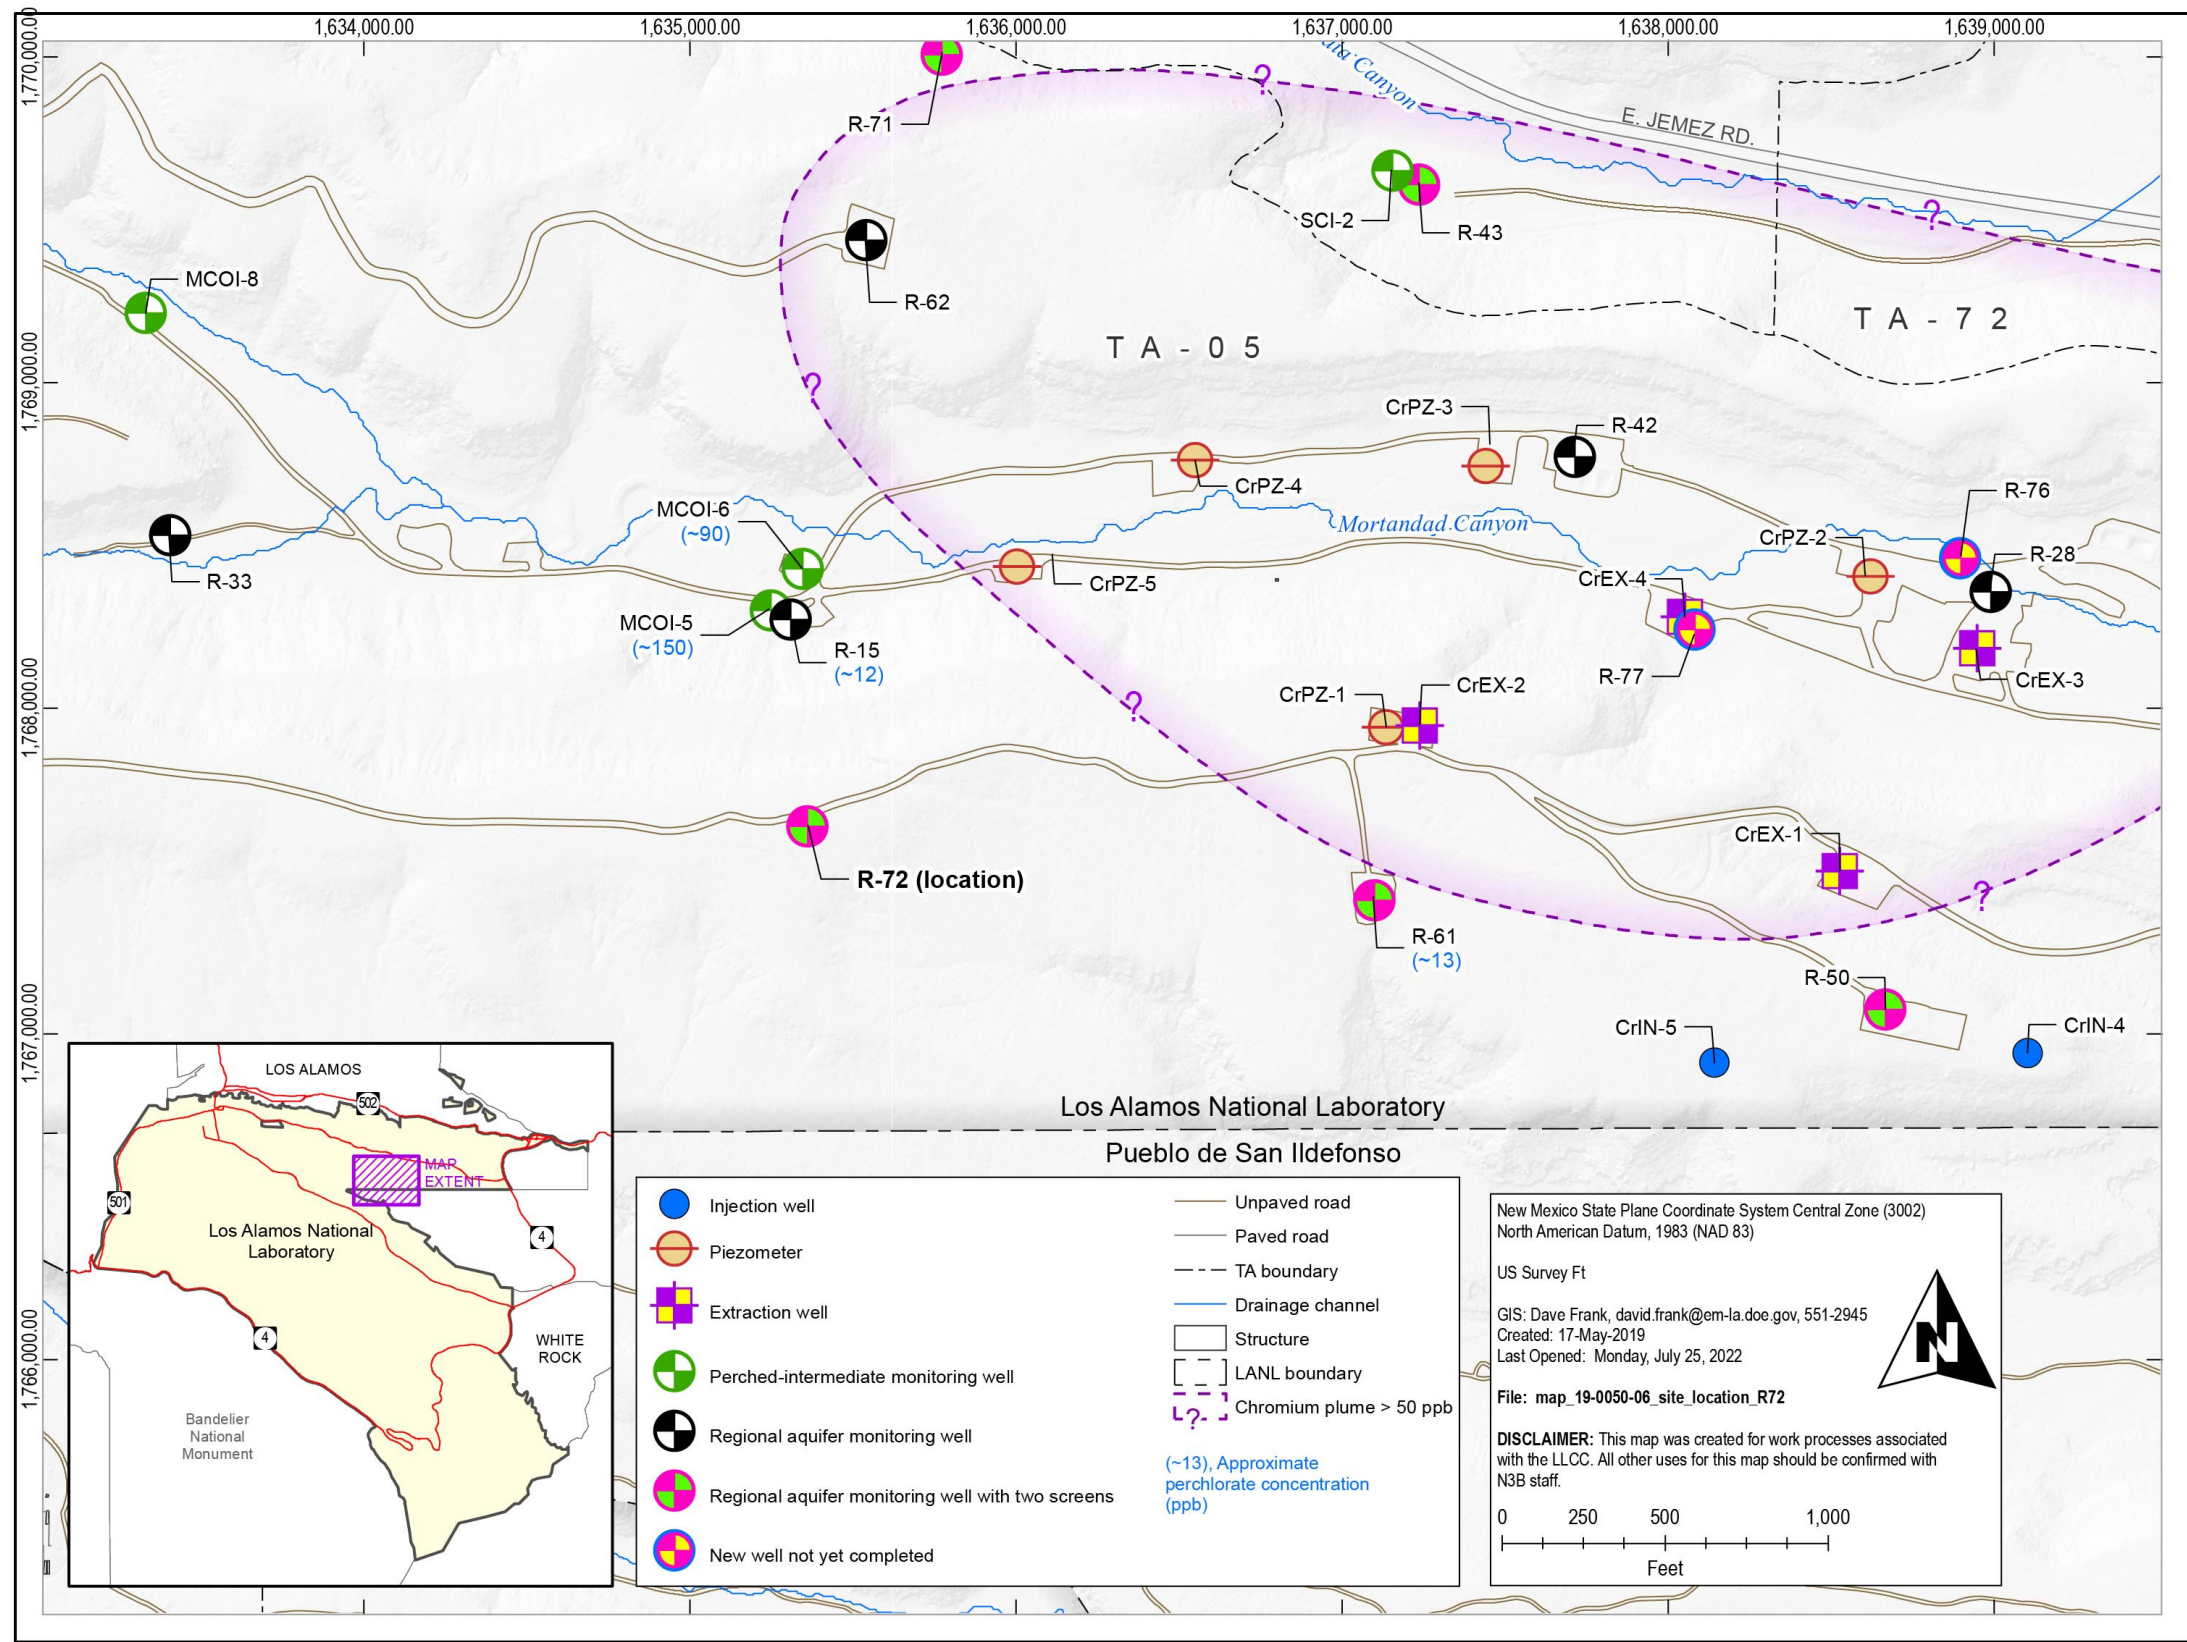 1,634,000.00
1,635,000.00
1,636,000.00
1,637,000.00
1,638,000.00
1,639,000.00
1,770,000.00
1,769,000.00
1,768,000.00
1,767,000.00
1,766,000.00
R-71
Canyon
E. JEMEZ RD.
SCI-2
R-43
MCOI-8
R-62
TA-05
TA-72
CrPZ-3
R-42
CrPZ-4
R-76
MCOI-6
(~90)
Mortandad Canyon
CrPZ-2
R-28
R-33
CrPZ-5
CrEX-4
MCOI-5
(~150)
R-15
(~12)
R-77
CrEX-3
CrPZ-1
CrEX-2
CrEX-1
R-72 (location)
R-61
(~13)
R-50
CrIN-5
CrIN-4
?
?
?
?
?
?
Los Alamos National Laboratory
Pueblo de San Ildefonso
LOS ALAMOS
502
MAP
EXTENT
501
Los Alamos National
Laboratory
4
4
WHITE
ROCK
Bandelier
National
Monument
Injection well
Piezometer
Extraction well
Perched-intermediate monitoring well
Regional aquifer monitoring well
Regional aquifer monitoring well with two screens
New well not yet completed
Unpaved road
Paved road
TA boundary
Drainage channel
Structure
LANL boundary
?
Chromium plume > 50 ppb
(~13), Approximate
perchlorate concentration
(ppb)
New Mexico State Plane Coordinate System Central Zone (3002)
North American Datum, 1983 (NAD 83)
US Survey Ft
GIS: Dave Frank, david.frank@em-la.doe.gov, 551-2945
Created: 17-May-2019
Last Opened: Monday, July 25, 2022
File: map_19-0050-06_site_location_R72
DISCLAIMER: This map was created for work processes associated
with the LLCC. All other uses for this map should be confirmed with
N3B staff.
0 250 500 1,000
Feet
N